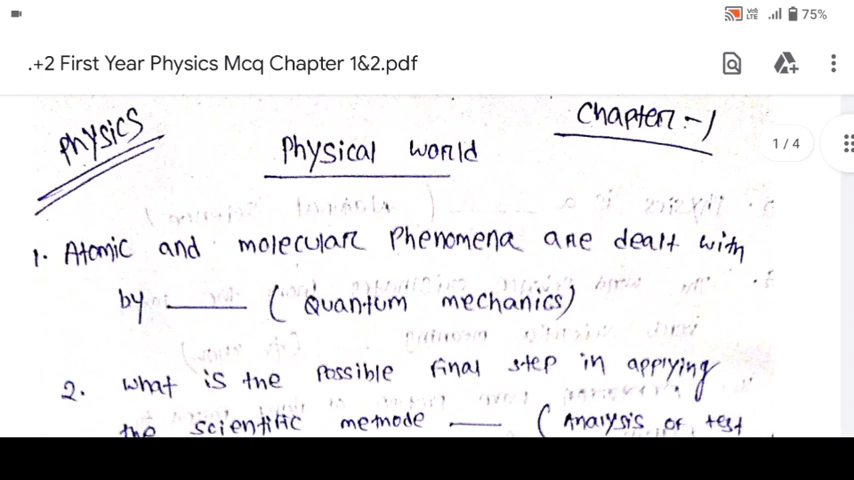 Vo)) LTE 75%
.+2 First Year Physics Mcq Chapter 1&2.pdf
Physics
Chapter :- 1
Physical world
1 / 4
1. Atomic and molecular Phenomena are dealt with
by ____ ( Quantum mechanics)
2. what is the Possible final step in applying
the scientific methode ____ ( Analysis of test